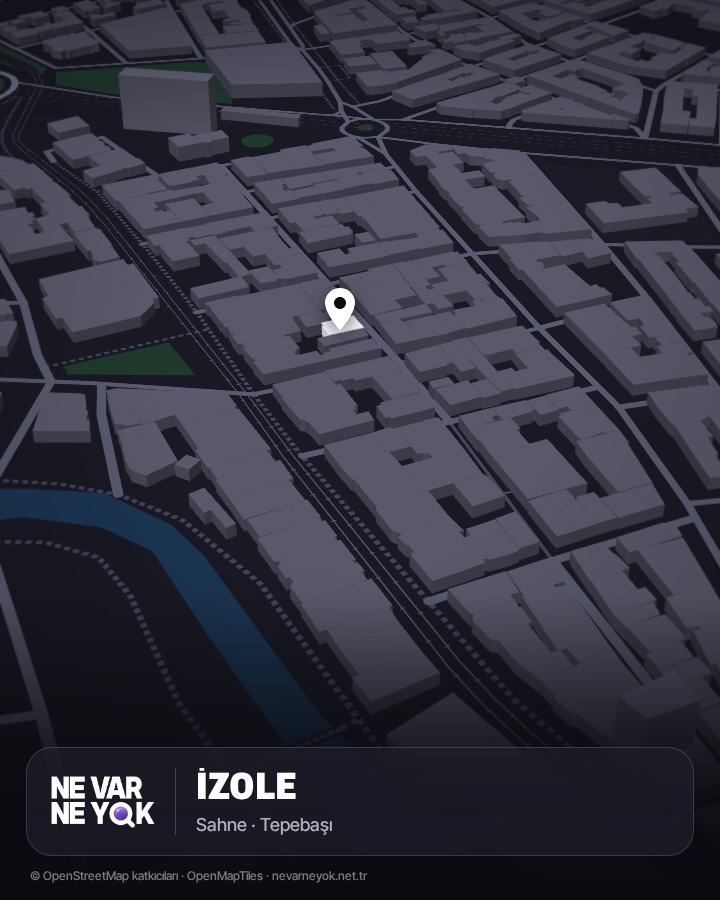 NE VAR
NE YOK
İZOLE
Sahne · Tepebaşı
© OpenStreetMap katkıcıları · OpenMapTiles · nevarneyok.net.tr